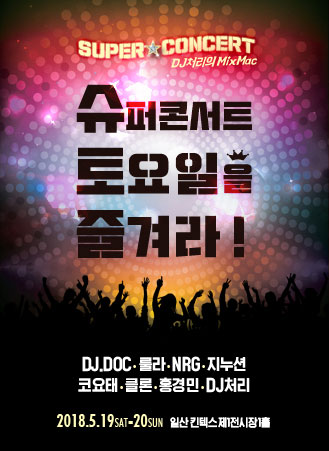 SUPER★CONCERT
DJ처리의 MixMac
슈퍼콘서트
토요일을
즐겨라!
DJ.DOC·룰라·NRG·지누션
코요태·클론·홍경민·DJ처리
2018.5.19SAT-20SUN 일산 킨텍스 제1전시장 1홀